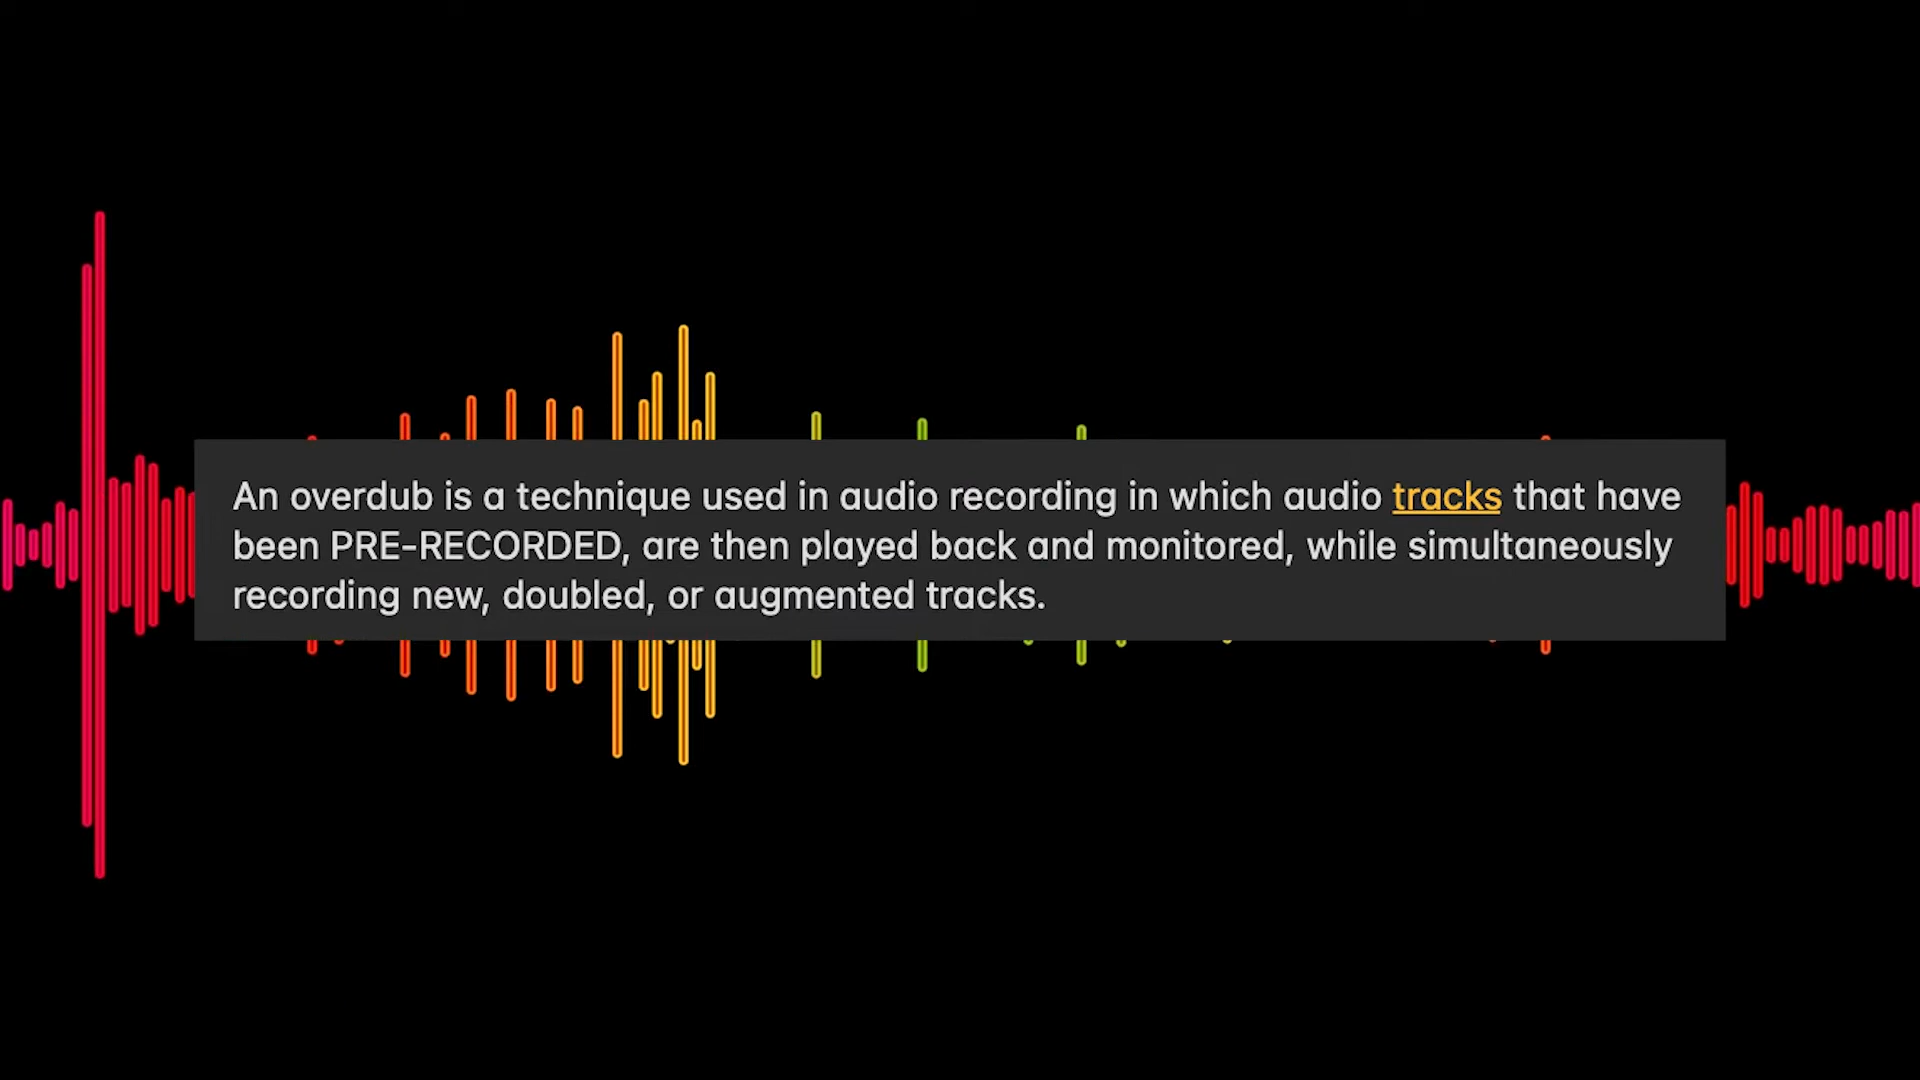 An overdub is a technique used in audio recording in which audio tracks that have
been PRE-RECORDED, are then played back and monitored, while simultaneously
recording new, doubled, or augmented tracks.